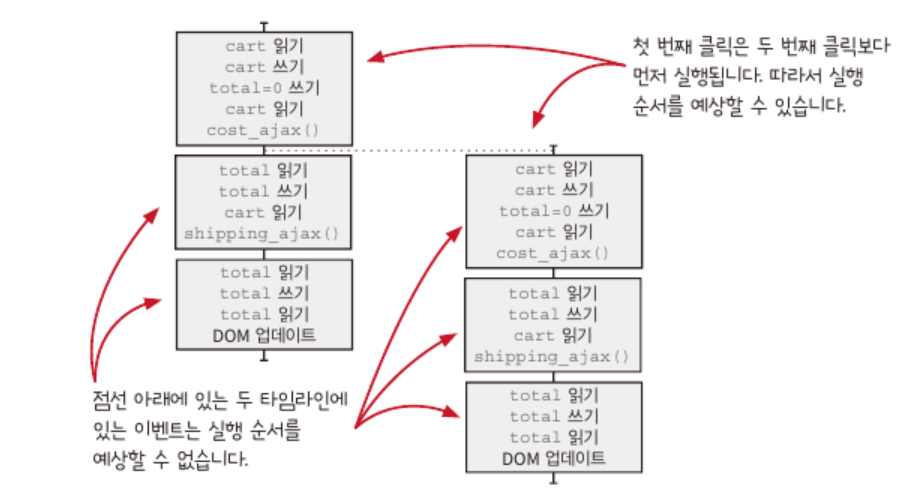 cart 읽기
cart 쓰기
total=0 쓰기
cart 읽기
cost_ajax()
첫 번째 클릭은 두 번째 클릭보다
먼저 실행됩니다. 따라서 실행
순서를 예상할 수 있습니다.
total 읽기
total 쓰기
cart 읽기
shipping_ajax()
total 읽기
total 쓰기
total 읽기
DOM 업데이트
cart 읽기
cart 쓰기
total=0 쓰기
cart 읽기
cost_ajax()
total 읽기
total 쓰기
cart 읽기
shipping_ajax()
total 읽기
total 쓰기
total 읽기
DOM 업데이트
점선 아래에 있는 두 타임라인에
있는 이벤트는 실행 순서를
예상할 수 없습니다.